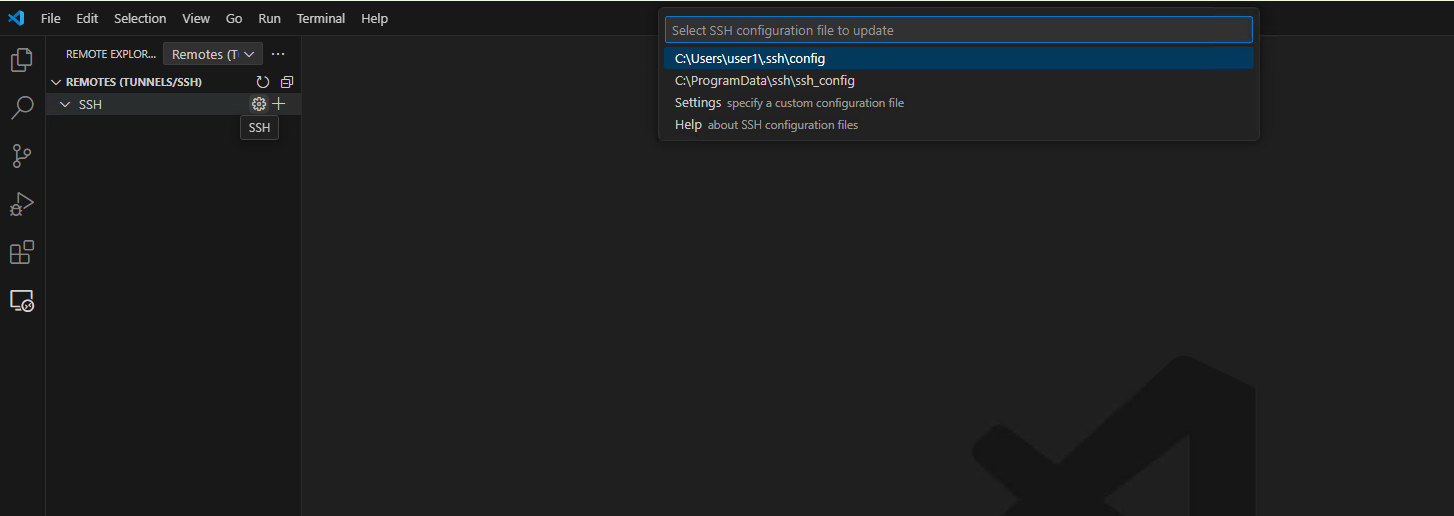 File Edit Selection View Go Run Terminal Help
Select SSH configuration file to update
C:\Users\user1\.ssh\config
C:\ProgramData\ssh\ssh_config
Settings specify a custom configuration file
Help about SSH configuration files
REMOTE EXPLOR... Remotes (T
REMOTES (TUNNELS/SSH)
SSH
SSH